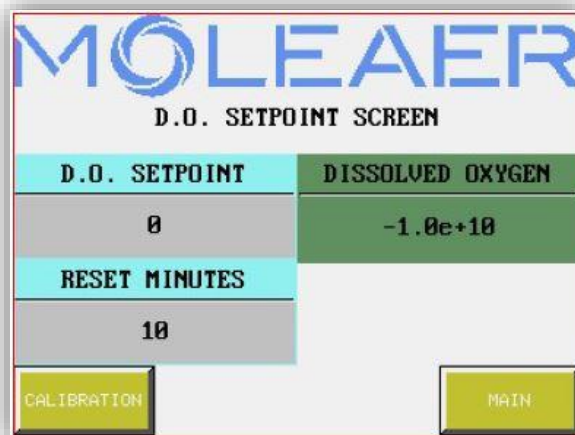 MOLEAER
D.O. SETPOINT SCREEN
D.O. SETPOINT
DISSOLVED OXYGEN
0
-1.0e+10
RESET MINUTES
10
CALIBRATION
MAIN